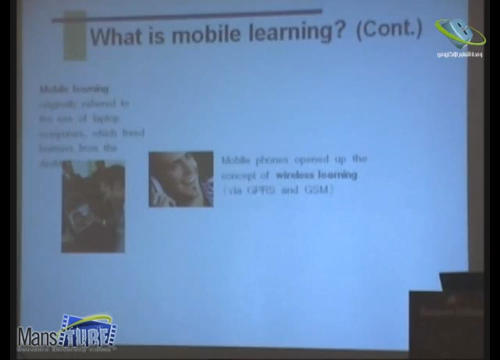 What is mobile learning? (Cont.)
Mobile learning
originally referred to
the use of laptop
computers, which freed
learners from the
Mobile phones opened up the
concept of wireless learning
(via GPRS and GSM)
MansTUBE